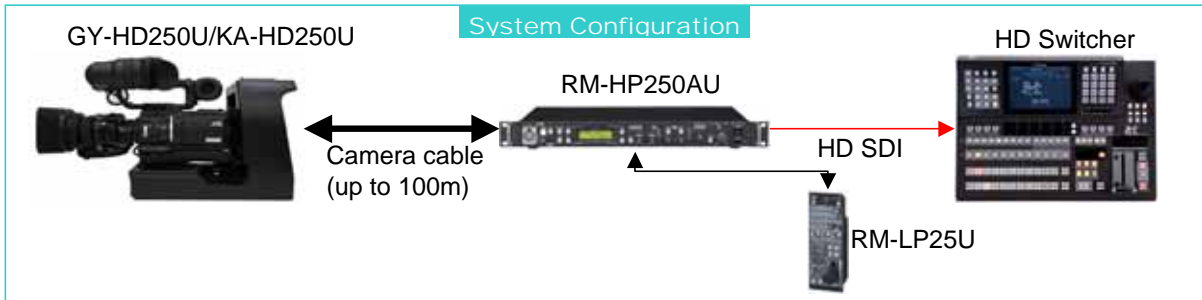 System Configuration
GY-HD250U/KA-HD250U
RM-HP250AU
HD Switcher
Camera cable
(up to 100m)
HD SDI
RM-LP25U